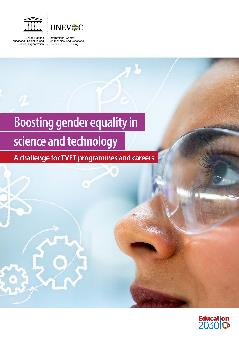 UNEVOC
Boosting gender equality in
science and technology
A challenge for TVET programmes and careers
Education
2030